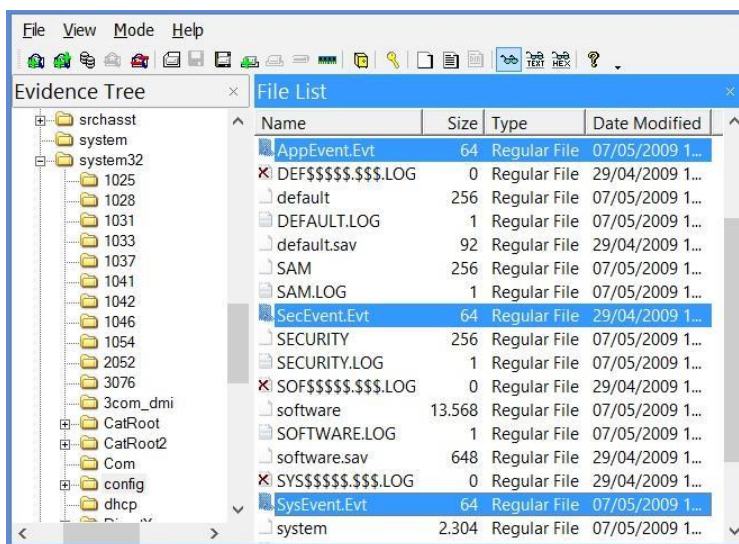 File View Mode Help
TEXT HEX
Evidence Tree
File List
srchasst
system
system32
1025
1028
1031
1033
1037
1041
1042
1046
1054
2052
3076
3com_dmi
CatRoot
CatRoot2
Com
config
dhcp
Name Size Type Date Modified
AppEvent.Evt 64 Regular File 07/05/2009 1...
DEF$$$$$.$$$.LOG 0 Regular File 29/04/2009 1...
default 256 Regular File 07/05/2009 1...
DEFAULT.LOG 1 Regular File 07/05/2009 1...
default.sav 92 Regular File 29/04/2009 1...
SAM 256 Regular File 07/05/2009 1...
SAM.LOG 1 Regular File 07/05/2009 1...
SecEvent.Evt 64 Regular File 29/04/2009 1...
SECURITY 256 Regular File 07/05/2009 1...
SECURITY.LOG 1 Regular File 07/05/2009 1...
SOF$$$$$.$$$.LOG 0 Regular File 29/04/2009 1...
software 13.568 Regular File 07/05/2009 1...
SOFTWARE.LOG 1 Regular File 07/05/2009 1...
software.sav 648 Regular File 29/04/2009 1...
SYS$$$$$.$$$.LOG 0 Regular File 29/04/2009 1...
SysEvent.Evt 64 Regular File 07/05/2009 1...
system 2.304 Regular File 07/05/2009 1...